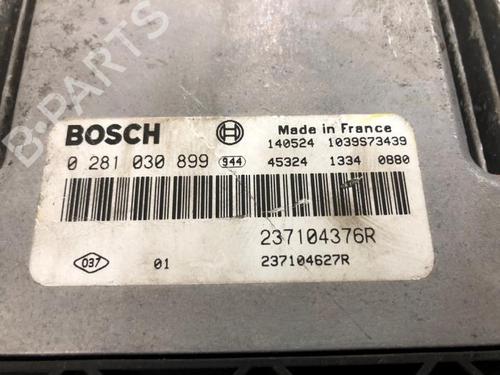 B-PARTS
BOSCH
Made in France
140524 1039S73439
0 281 030 899 944 45324 1334 0880
237104376R
037 01 237104627R